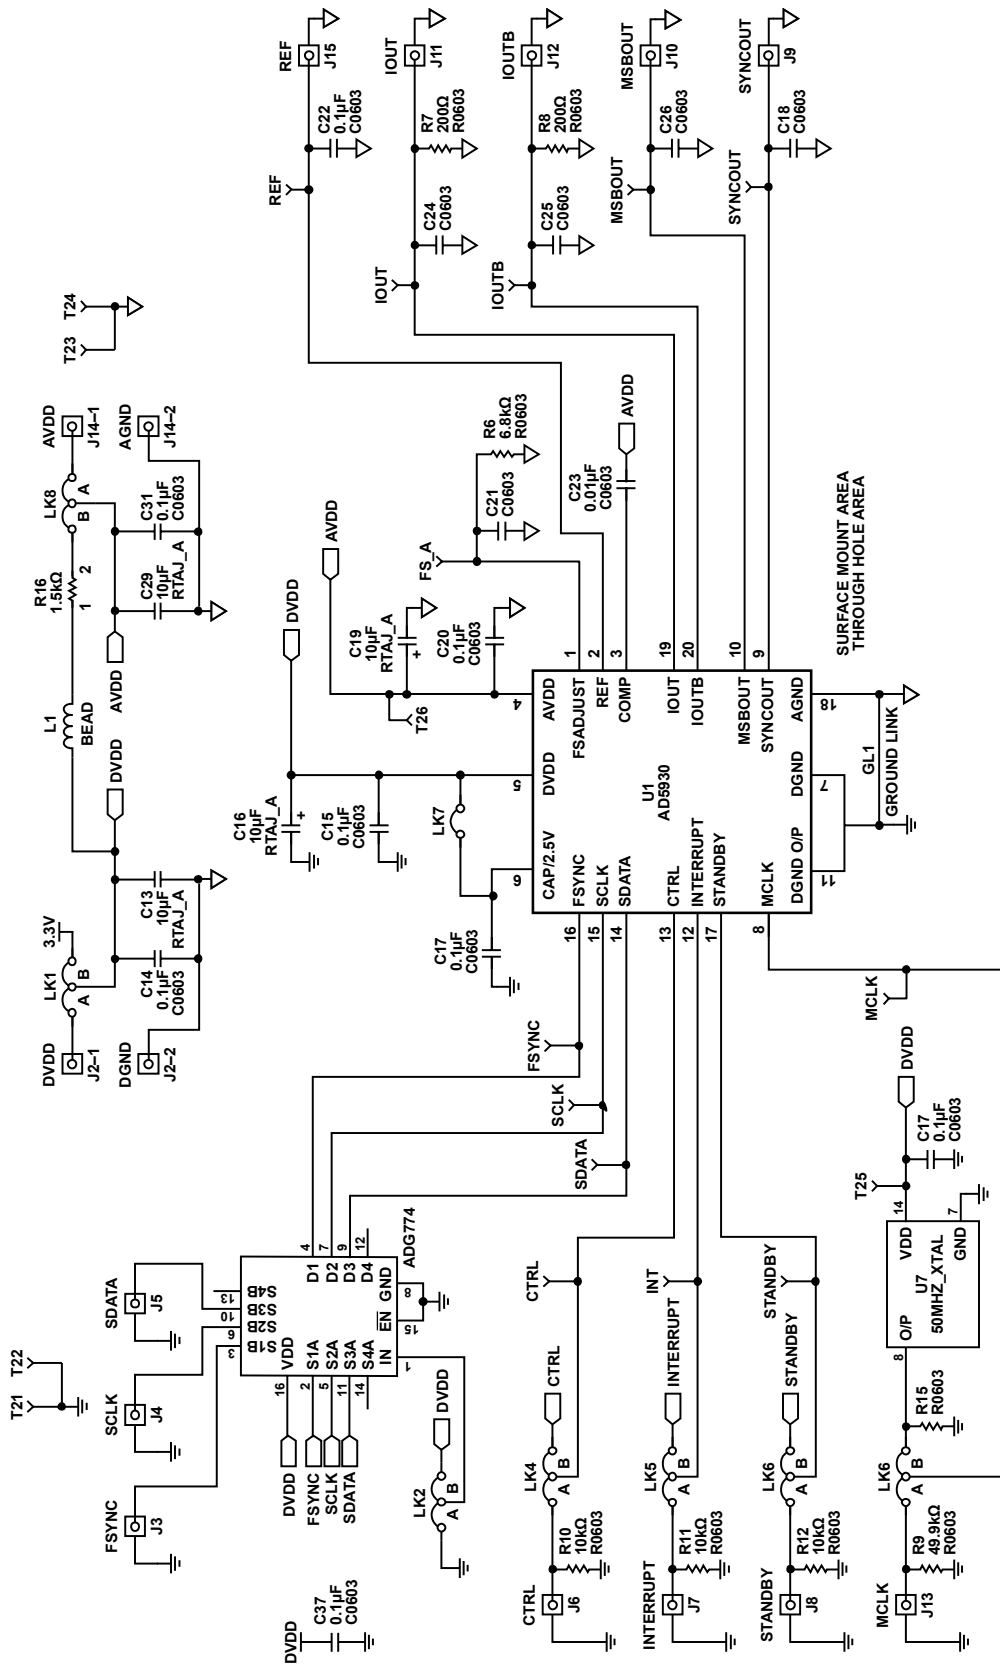 FSYNC
J3
SCLK
J4
SDATA
J5
T21
T22
DVDD
C37
0.1µF
C0603
DVDD
FSYNC
SCLK
SDATA
16
2
5
11
14
3
6
10
13
S1B
S2B
S3B
S4B
VDD
S1A
S2A
S3A
S4A
IN
EN
GND
D1
D2
D3
D4
4
7
9
12
1
15
8
ADG774
LK2
A
B
DVDD
DVDD
J2–1
DGND
J2–2
LK1
A
B
3.3V
C14
0.1µF
C0603
C13
10µF
RTAJ_A
DVDD
L1
BEAD
AVDD
R16
1.5kΩ
1
2
LK8
B
A
C29
10µF
RTAJ_A
C31
0.1µF
C0603
AVDD
J14–1
AGND
J14–2
T23
T24
FSYNC
SCLK
SDATA
C17
0.1µF
C0603
LK7
C16
10µF
RTAJ_A
+
C15
0.1µF
C0603
DVDD
T26
C19
10µF
RTAJ_A
+
C20
0.1µF
C0603
AVDD
FS_A
C21
C0603
R6
6.8kΩ
R0603
C23
0.01µF
C0603
AVDD
6
5
4
CAP/2.5V
DVDD
AVDD
16
15
14
13
12
17
8
FSYNC
SCLK
SDATA
CTRL
INTERRUPT
STANDBY
MCLK
U1
AD5930
FSADJUST
REF
COMP
IOUT
IOUTB
MSBOUT
SYNCOUT
1
2
3
19
20
10
9
DGND O/P
DGND
AGND
11
7
18
GL1
GROUND LINK
SURFACE MOUNT AREA
THROUGH HOLE AREA
REF
C22
0.1µF
C0603
REF
J15
IOUT
C24
C0603
R7
200Ω
R0603
IOUT
J11
IOUTB
C25
C0603
R8
200Ω
R0603
IOUTB
J12
MSBOUT
C26
C0603
MSBOUT
J10
SYNCOUT
C18
C0603
SYNCOUT
J9
CTRL
J6
R10
10kΩ
R0603
LK4
A
B
CTRL
CTRL
INTERRUPT
J7
R11
10kΩ
R0603
LK5
A
B
INTERRUPT
INT
STANDBY
J8
R12
10kΩ
R0603
LK6
A
B
STANDBY
STANDBY
MCLK
J13
R9
49.9kΩ
R0603
LK6
A
B
R15
R0603
8
O/P
U7
50MHZ_XTAL
VDD
GND
14
7
T25
C17
0.1µF
C0603
DVDD
MCLK